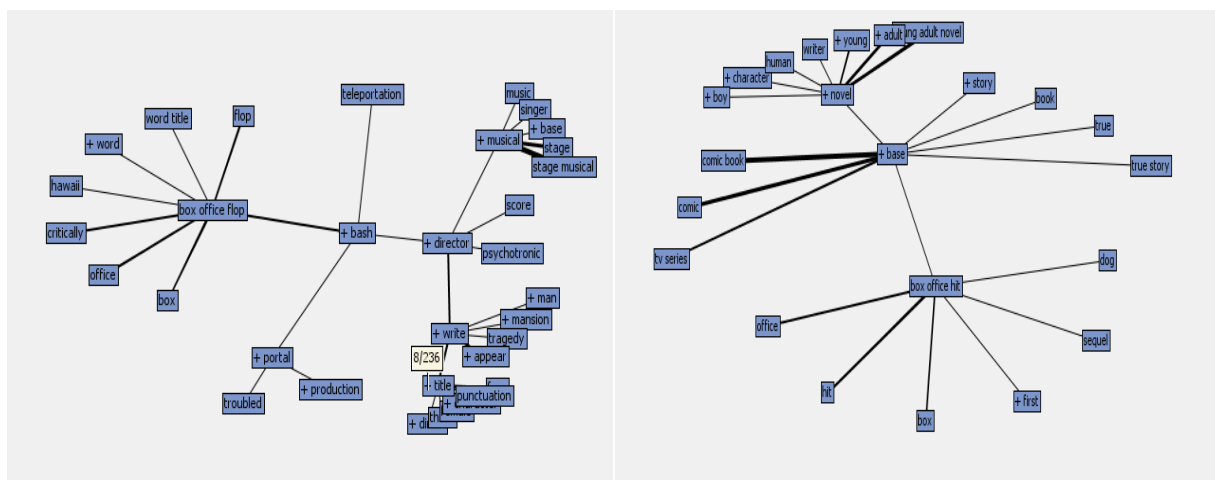 teleportation
flop
word title
+ word
hawaii
box office flop
critically
office
box
+ bash
music
singer
+ base
+ musical
stage
stage musical
score
+ director
psychotronic
+ man
+ mansion
+ write
tragedy
+ appear
8/236
title
punctuation
+ portal
+ production
troubled
ng adult novel
+ adult
+ young
writer
human
+ character
+ boy
+ novel
+ story
book
true
true story
+ base
comic book
comic
tv series
box office hit
dog
office
sequel
hit
+ first
box